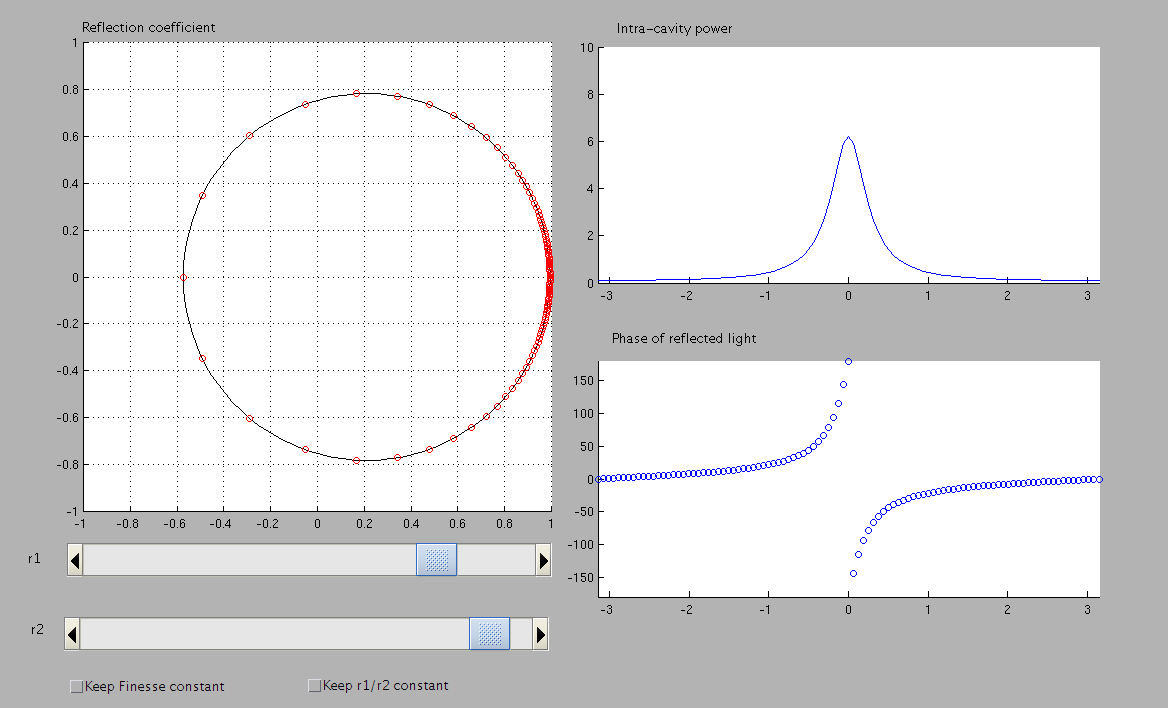 Reflection coefficient
1
0.8
0.6
0.4
0.2
0
-0.2
-0.4
-0.6
-0.8
-1
-1 -0.8 -0.6 -0.4 -0.2 0 0.2 0.4 0.6 0.8 1
Intra-cavity power
10
8
6
4
2
0
-3 -2 -1 0 1 2 3
Phase of reflected light
150
100
50
0
-50
-100
-150
-3 -2 -1 0 1 2 3
r1
r2
Keep Finesse constant
Keep r1/r2 constant